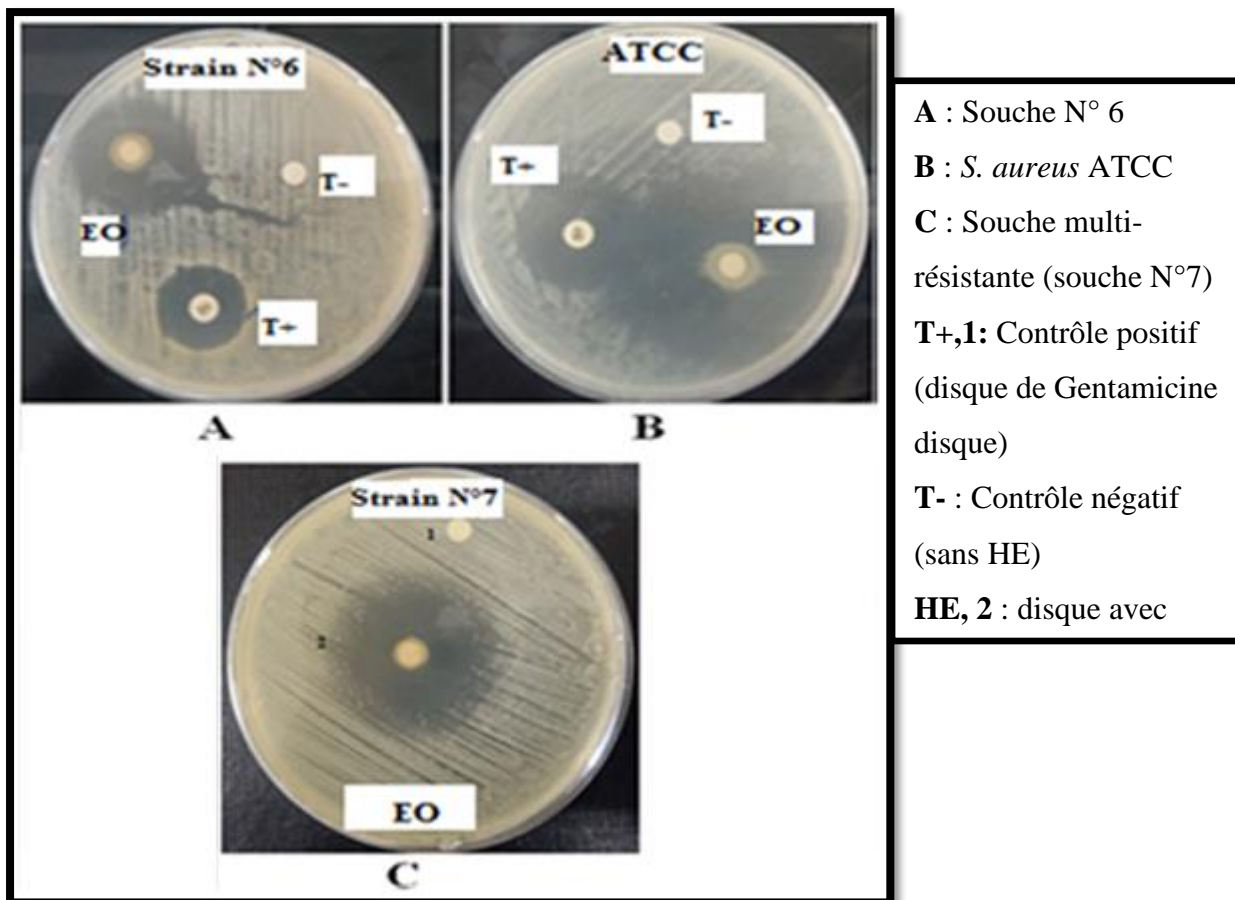 Strain N°6
T-
EO
T+
A
ATCC
T-
T+
EO
B
Strain N°7
1
2
EO
C
A : Souche N° 6
B : S. aureus ATCC
C : Souche multi-
résistante (souche N°7)
T+,1: Contrôle positif
(disque de Gentamicine
disque)
T- : Contrôle négatif
(sans HE)
HE, 2 : disque avec